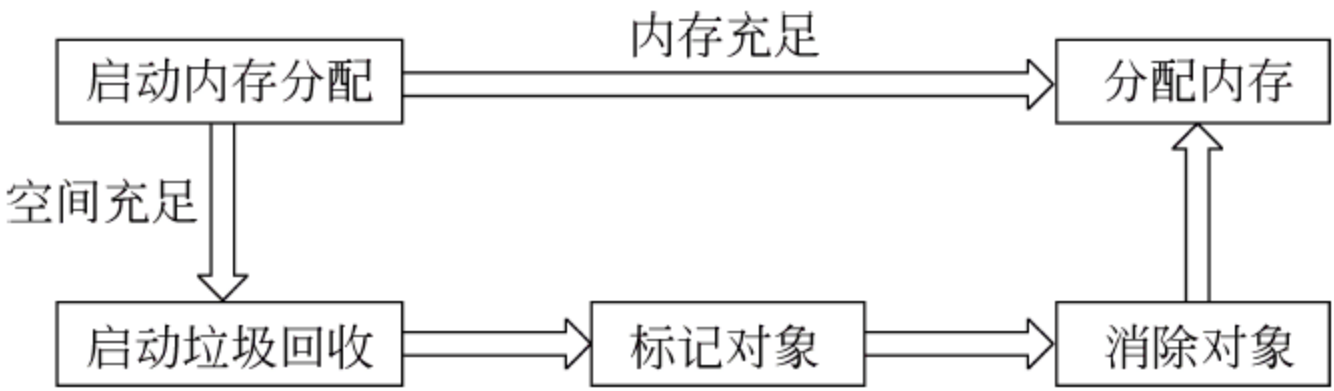 内存充足
启动内存分配
分配内存
空间充足
启动垃圾回收
标记对象
消除对象